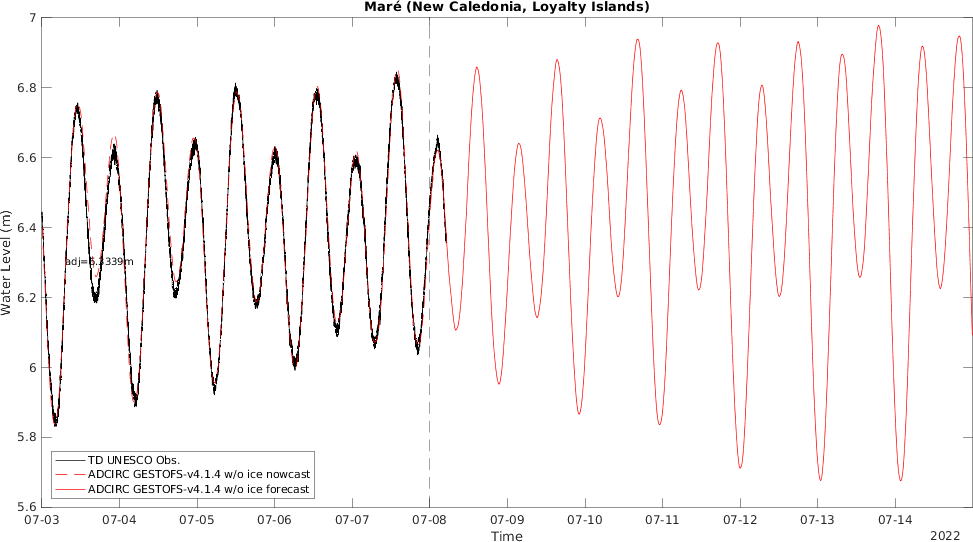 Maré (New Caledonia, Loyalty Islands)
7
6.8
6.6
6.4
6.2
6
5.8
5.6
Water Level (m)
adj=6.3339m
TD UNESCO Obs.
ADCIRC GESTOFS-v4.1.4 w/o ice nowcast
ADCIRC GESTOFS-v4.1.4 w/o ice forecast
07-03 07-04 07-05 07-06 07-07 07-08 07-09 07-10 07-11 07-12 07-13 07-14
Time
2022